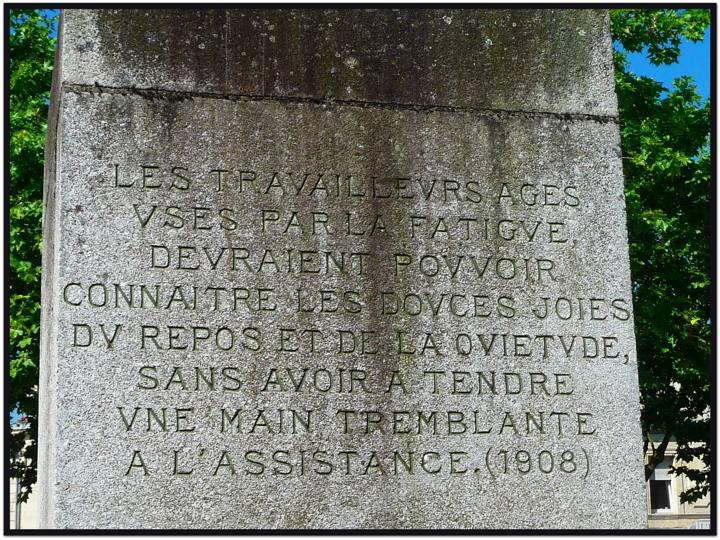 LES TRAVAILLEVRS AGES
VSES PAR LA FATIGVE,
DEVRAIENT POVVOIR
CONNAITRE LES DOVCES JOIES
DV REPOS ET DE LA QVIETVDE,
SANS AVOIR A TENDRE
VNE MAIN TREMBLANTE
A L'ASSISTANCE. (1908)